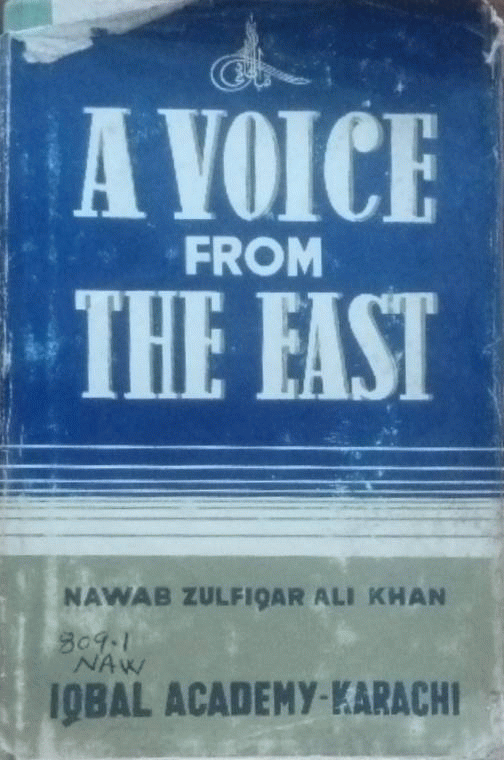 A VOICE
FROM
THE EAST
NAWAB ZULFIQAR ALI KHAN
809.1
NAW
IQBAL ACADEMY-KARACHI